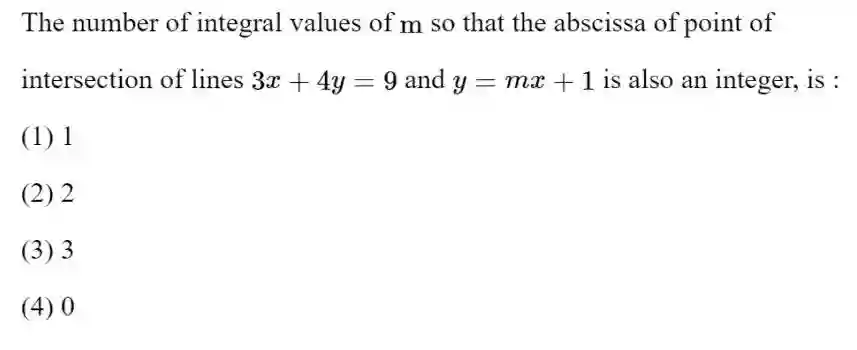 The number of integral values of m so that the abscissa of point of
intersection of lines 3x + 4y = 9 and y = mx + 1 is also an integer, is :
(1) 1
(2) 2
(3) 3
(4) 0